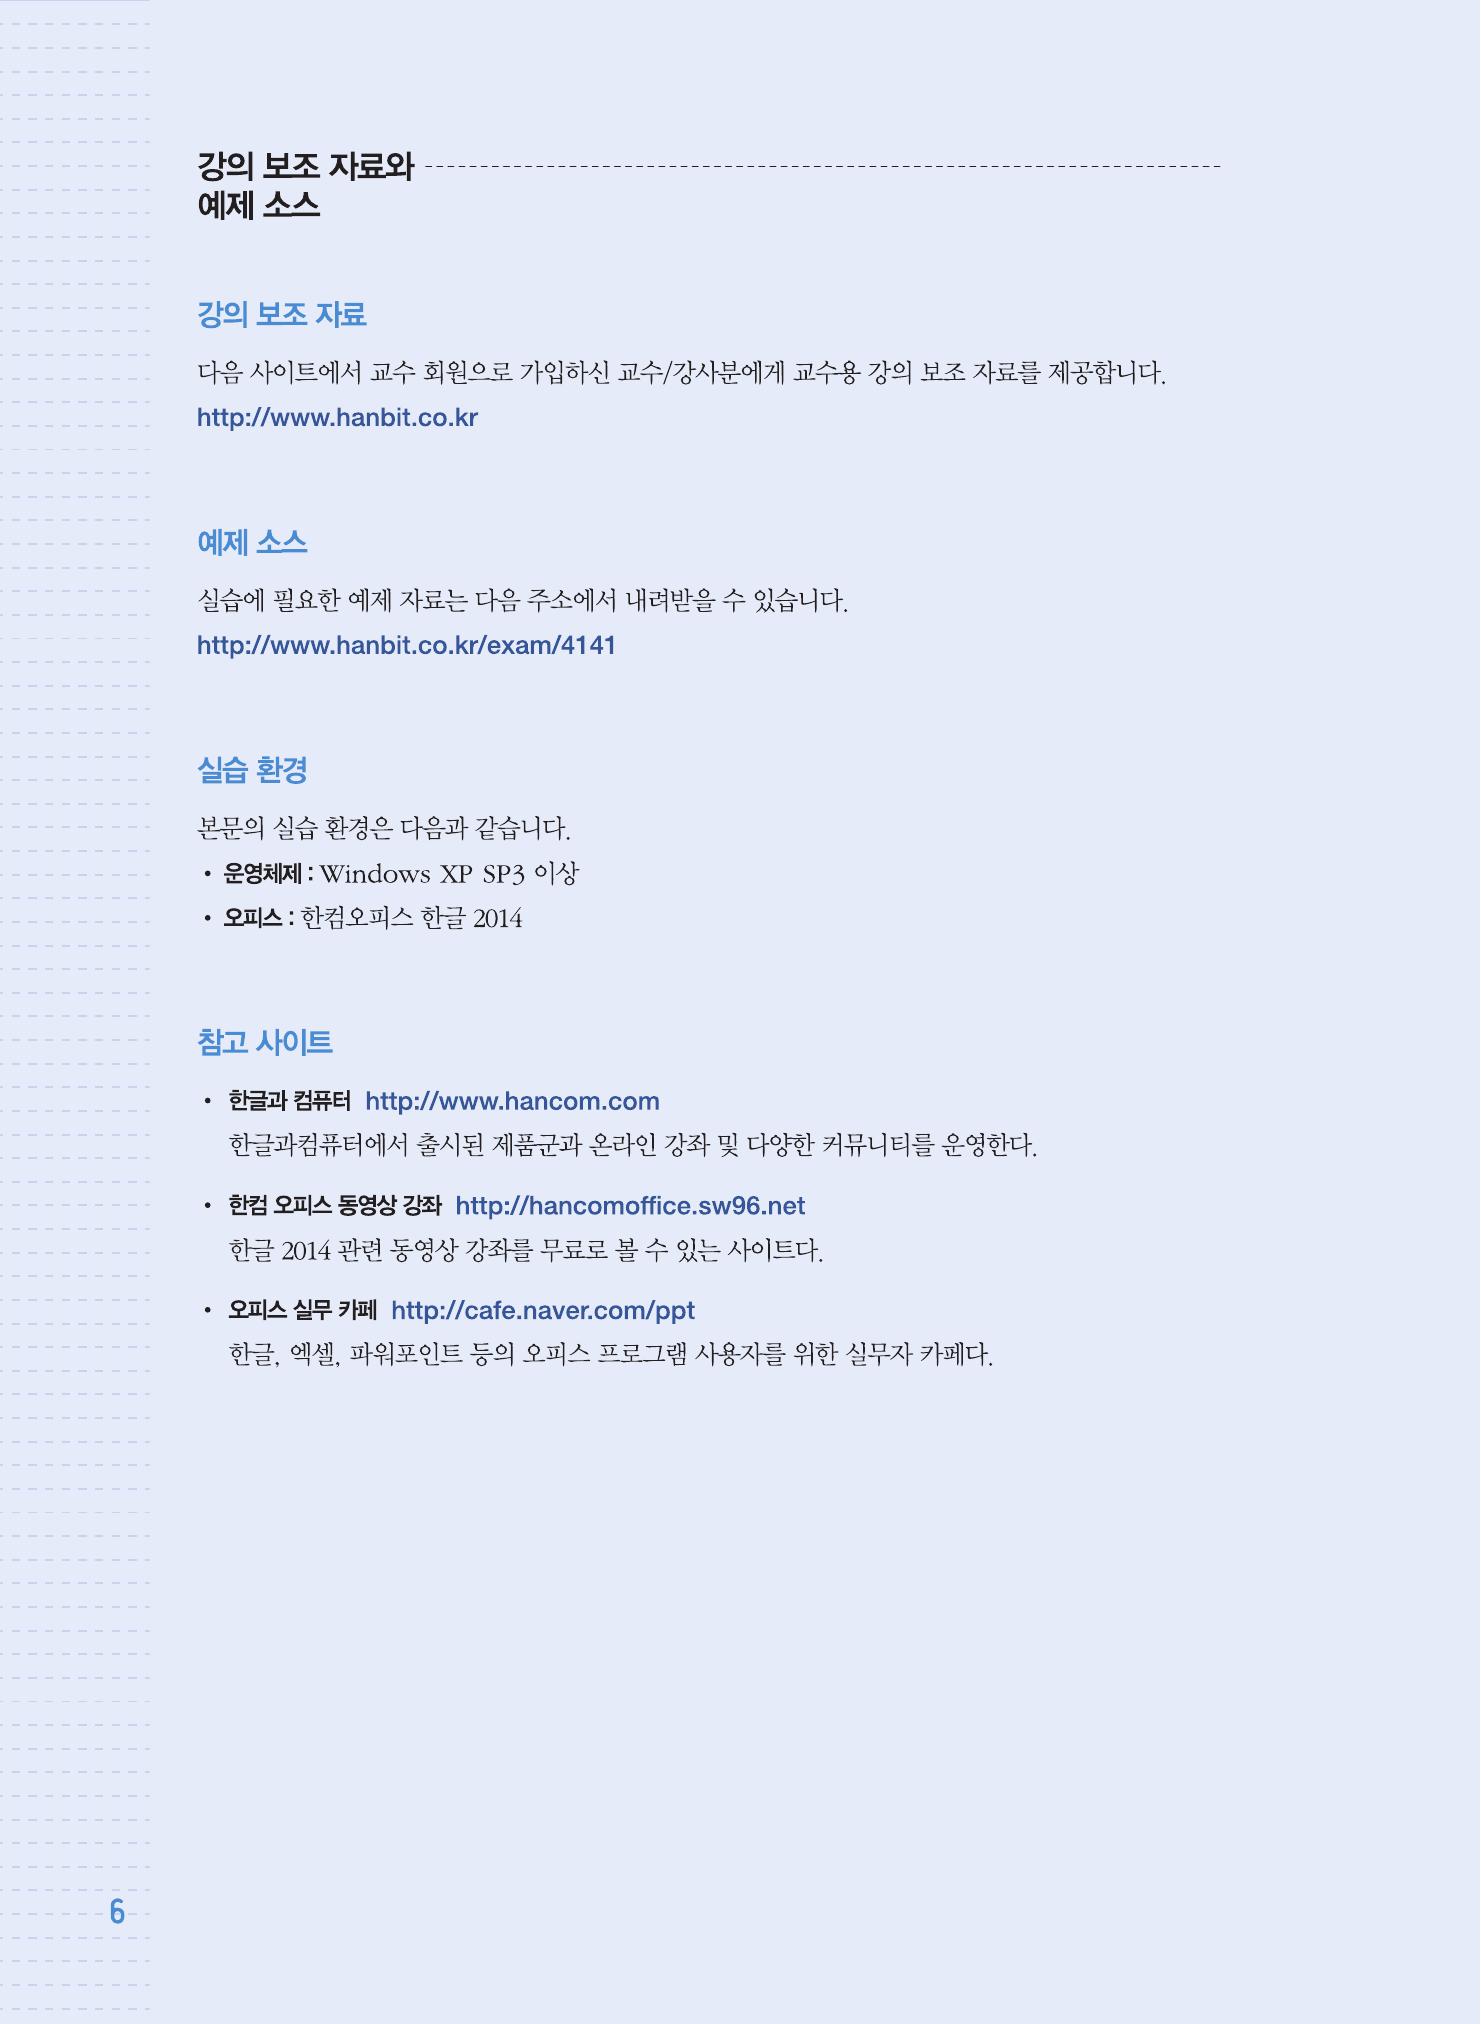 강의 보조 자료와
예제 소스
강의 보조 자료
다음 사이트에서 교수 회원으로 가입하신 교수/강사분에게 교수용 강의 보조 자료를 제공합니다.
http://www.hanbit.co.kr
예제 소스
실습에 필요한 예제 자료는 다음 주소에서 내려받을 수 있습니다.
http://www.hanbit.co.kr/exam/4141
실습 환경
본문의 실습 환경은 다음과 같습니다.
• 운영체제 : Windows XP SP3 이상
• 오피스 : 한컴오피스 한글 2014
참고 사이트
• 한글과 컴퓨터 http://www.hancom.com
한글과컴퓨터에서 출시된 제품군과 온라인 강좌 및 다양한 커뮤니티를 운영한다.
• 한컴 오피스 동영상 강좌 http://hancomoffice.sw96.net
한글 2014 관련 동영상 강좌를 무료로 볼 수 있는 사이트다.
• 오피스 실무 카페 http://cafe.naver.com/ppt
한글, 엑셀, 파워포인트 등의 오피스 프로그램 사용자를 위한 실무자 카페다.
6